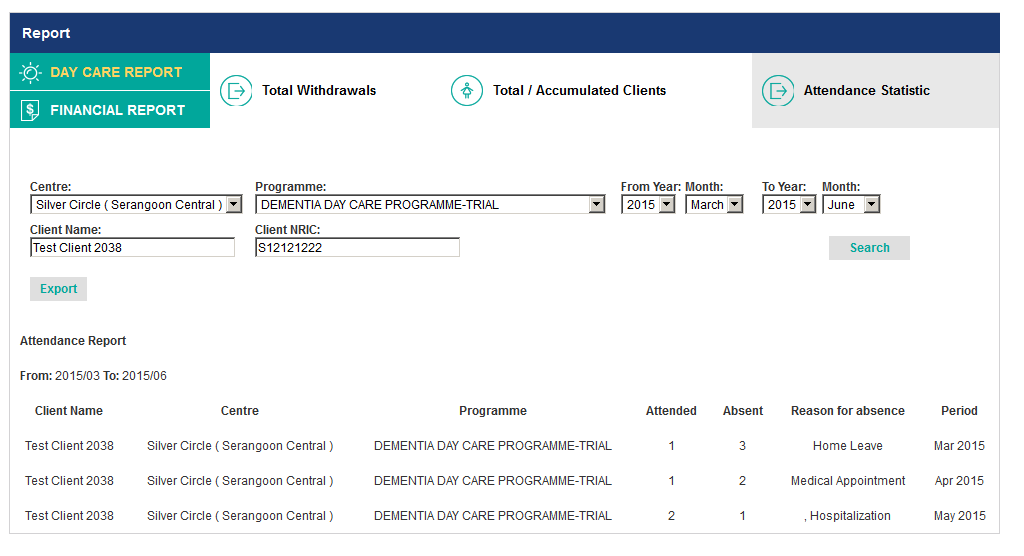 Report
DAY CARE REPORT
FINANCIAL REPORT
Total Withdrawals
Total / Accumulated Clients
Attendance Statistic
Centre: Programme: From Year: Month: To Year: Month:
Silver Circle ( Serangoon Central ) DEMENTIA DAY CARE PROGRAMME-TRIAL 2015 March 2015 June
Client Name: Client NRIC:
Test Client 2038 S12121222 Search
Export
Attendance Report
From: 2015/03 To: 2015/06
Client Name Centre Programme Attended Absent Reason for absence Period
Test Client 2038 Silver Circle ( Serangoon Central ) DEMENTIA DAY CARE PROGRAMME-TRIAL 1 3 Home Leave Mar 2015
Test Client 2038 Silver Circle ( Serangoon Central ) DEMENTIA DAY CARE PROGRAMME-TRIAL 1 2 Medical Appointment Apr 2015
Test Client 2038 Silver Circle ( Serangoon Central ) DEMENTIA DAY CARE PROGRAMME-TRIAL 2 1 , Hospitalization May 2015